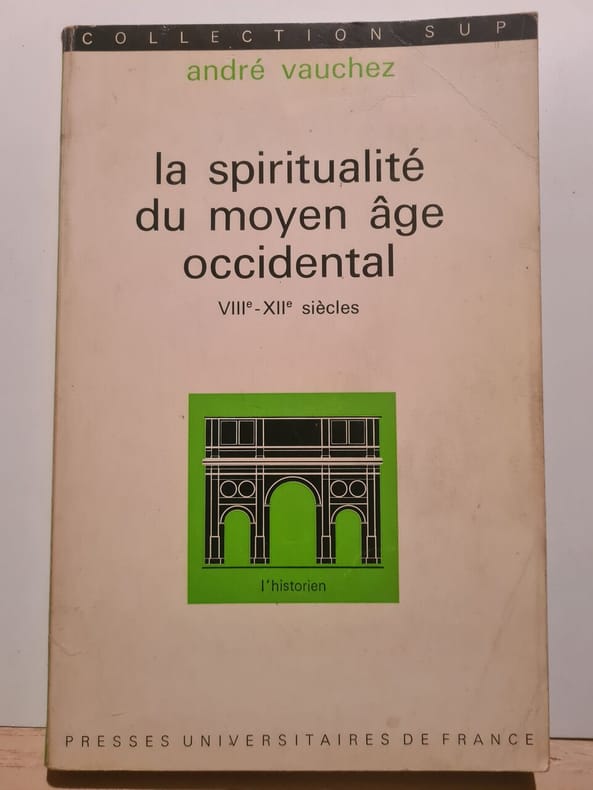 COLLECTION SUP
andré vauchez
la spiritualité
du moyen âge
occidental
VIIIᵉ-XIIᵉ siècles
l'historien
PRESSES UNIVERSITAIRES DE FRANCE